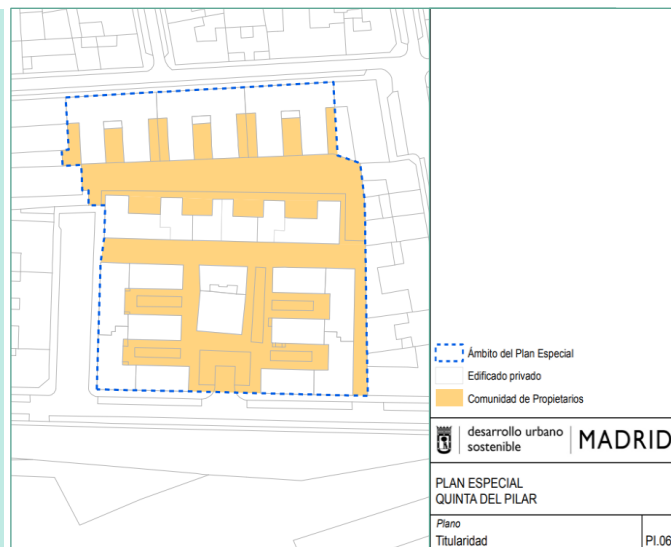 Ámbito del Plan Especial
Edificado privado
Comunidad de Propietarios
desarrollo urbano
sostenible
MADRID
PLAN ESPECIAL
QUINTA DEL PILAR
Plano
Titularidad
PI.06